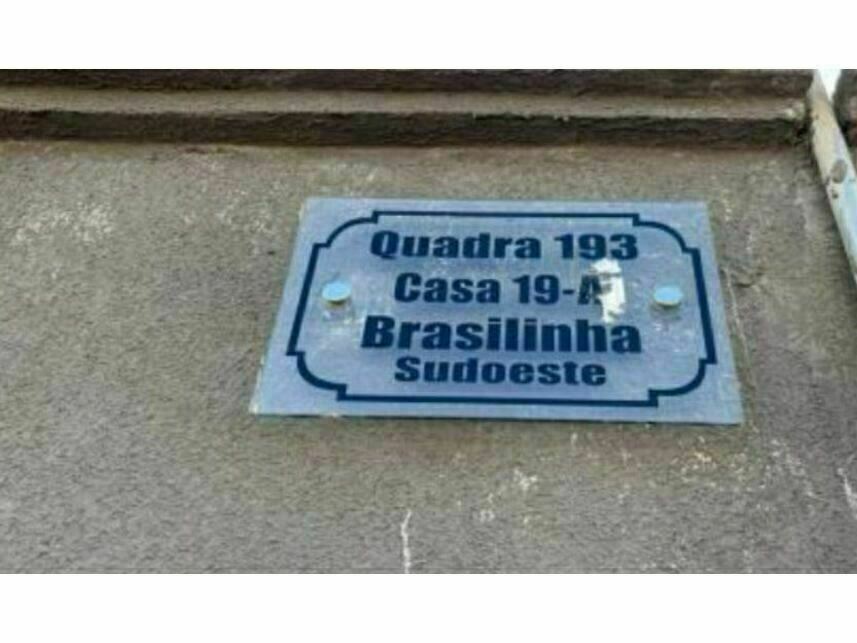 Quadra 193
Casa 19-A
Brasilinha
Sudoeste